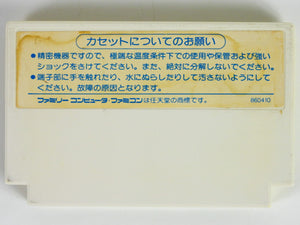 カセットについてのお願い
●精密機器ですので、極端な温度条件下での使用や保管および強い
ショックをさけてください。また、絶対に分解しないでください。
●端子部に手を触れたり、水にぬらしたりして汚さないようにして
ください。故障の原因となります。
ファミリーコンピュータ・ファミコンは任天堂の商標です。 860410